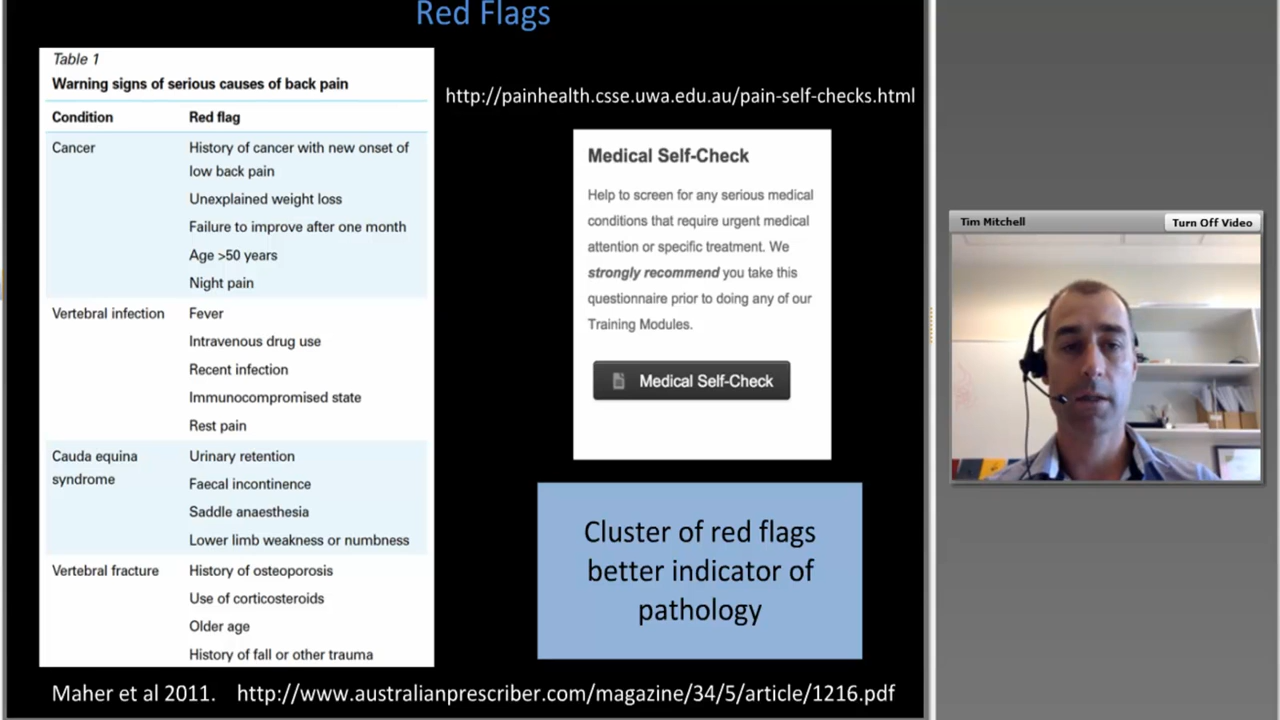 Red Flags
Table 1
Warning signs of serious causes of back pain
Condition Red flag
Cancer History of cancer with new onset of
low back pain
Unexplained weight loss
Failure to improve after one month
Age >50 years
Night pain
Vertebral infection Fever
Intravenous drug use
Recent infection
Immunocompromised state
Rest pain
Cauda equina Urinary retention
syndrome Faecal incontinence
Saddle anaesthesia
Lower limb weakness or numbness
Vertebral fracture History of osteoporosis
Use of corticosteroids
Older age
History of fall or other trauma
http://painhealth.csse.uwa.edu.au/pain-self-checks.html
Medical Self-Check
Help to screen for any serious medical
conditions that require urgent medical
attention or specific treatment. We
strongly recommend you take this
questionnaire prior to doing any of our
Training Modules.
Medical Self-Check
Cluster of red flags
better indicator of
pathology
Maher et al 2011. http://www.australianprescriber.com/magazine/34/5/article/1216.pdf
Tim Mitchell Turn Off Video